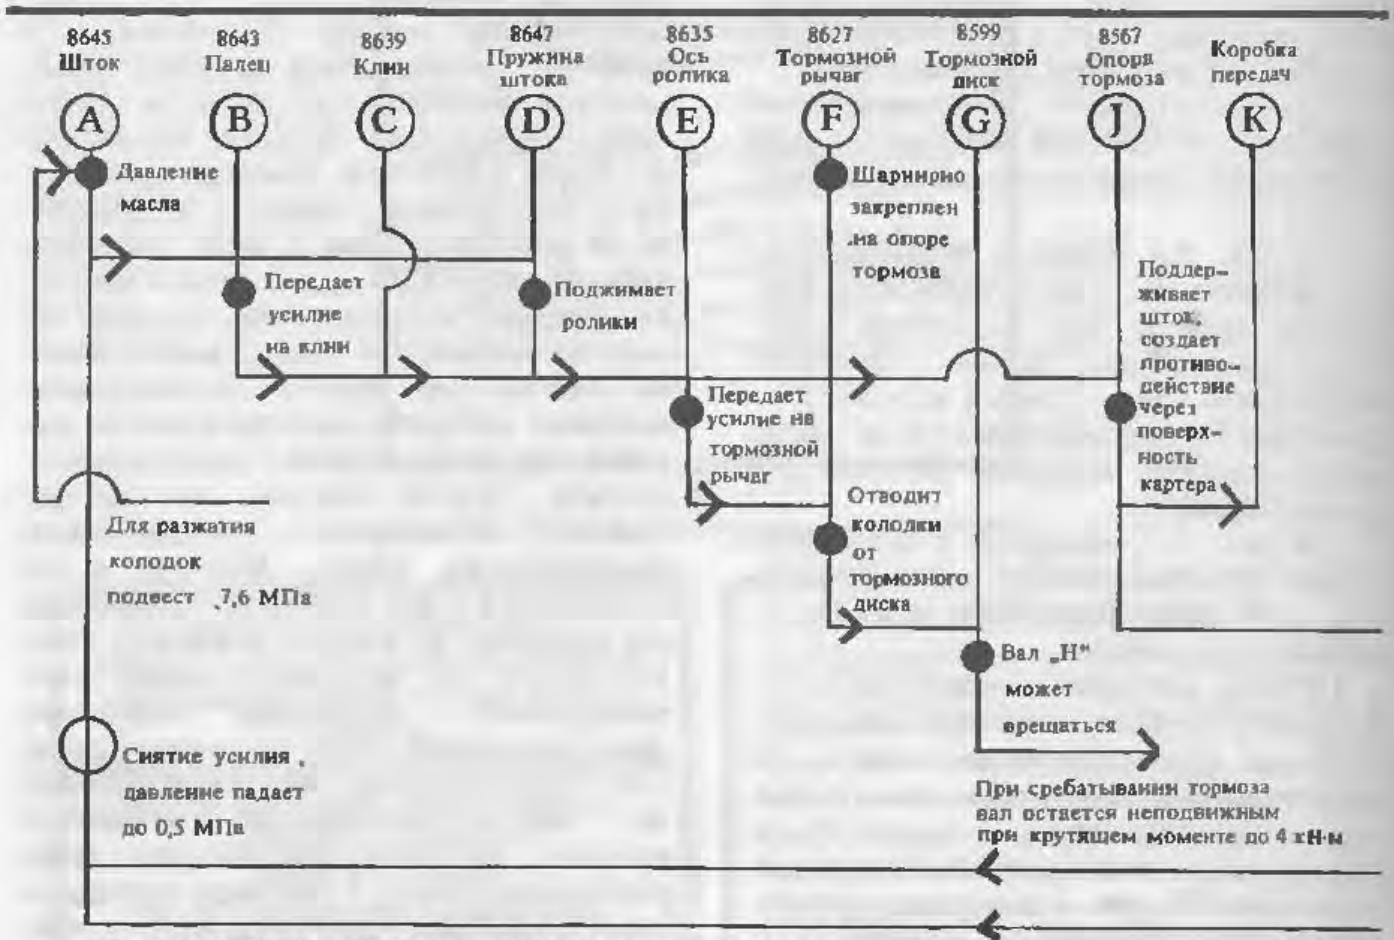 8645
Шток
8643
Палец
8639
Клин
8647
Пружина
штока
8635
Ось
ролика
8627
Тормозной
рычаг
8599
Тормозной
диск
8567
Опора
тормоза
Коробка
передач
A
B
C
D
E
F
G
J
K
Давление
масла
Передает
усилие
на клин
Поджимает
ролики
Шарнирно
закреплен
на опоре
тормоза
Поддер-
живает
шток,
создает
противо-
действие
через
поверх-
ность
картера
Передает
усилие на
тормозной
рычаг
Отводит
колодки
от
тормозного
диска
Для разжатия
колодок
подвест 7,6 МПа
Вал „Н“
может
врещаться
Снятие усилия,
давление падает
до 0,5 МПа
При сребатывании тормоза
вал остается неподвижным
при крутящем моменте до 4 кН·м